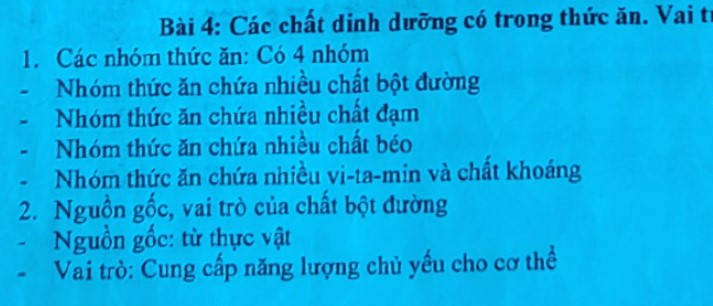 Bài 4: Các chất dinh dưỡng có trong thức ăn. Vai
1. Các nhóm thức ăn: Có 4 nhóm
- Nhóm thức ăn chứa nhiều chất bột đường
- Nhóm thức ăn chứa nhiều chất đạm
- Nhóm thức ăn chứa nhiều chất béo
- Nhóm thức ăn chứa nhiều vi-ta-min và chất khoáng
2. Nguồn gốc, vai trò của chất bột đường
- Nguồn gốc: từ thực vật
- Vai trò: Cung cấp năng lượng chủ yếu cho cơ thể